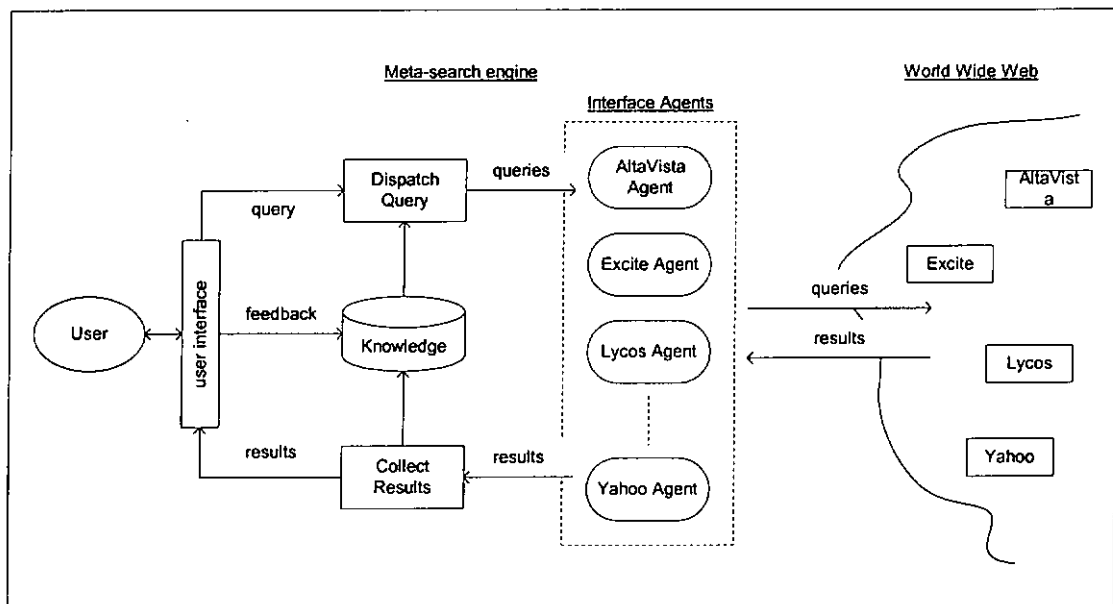 Meta-search engine
World Wide Web
Interface Agents
Dispatch
Query
queries
AltaVista
Agent
AltaVist
a
query
Excite Agent
Excite
User
user interface
feedback
Knowledge
queries
results
Lycos Agent
Lycos
results
Collect
Results
results
Yahoo Agent
Yahoo